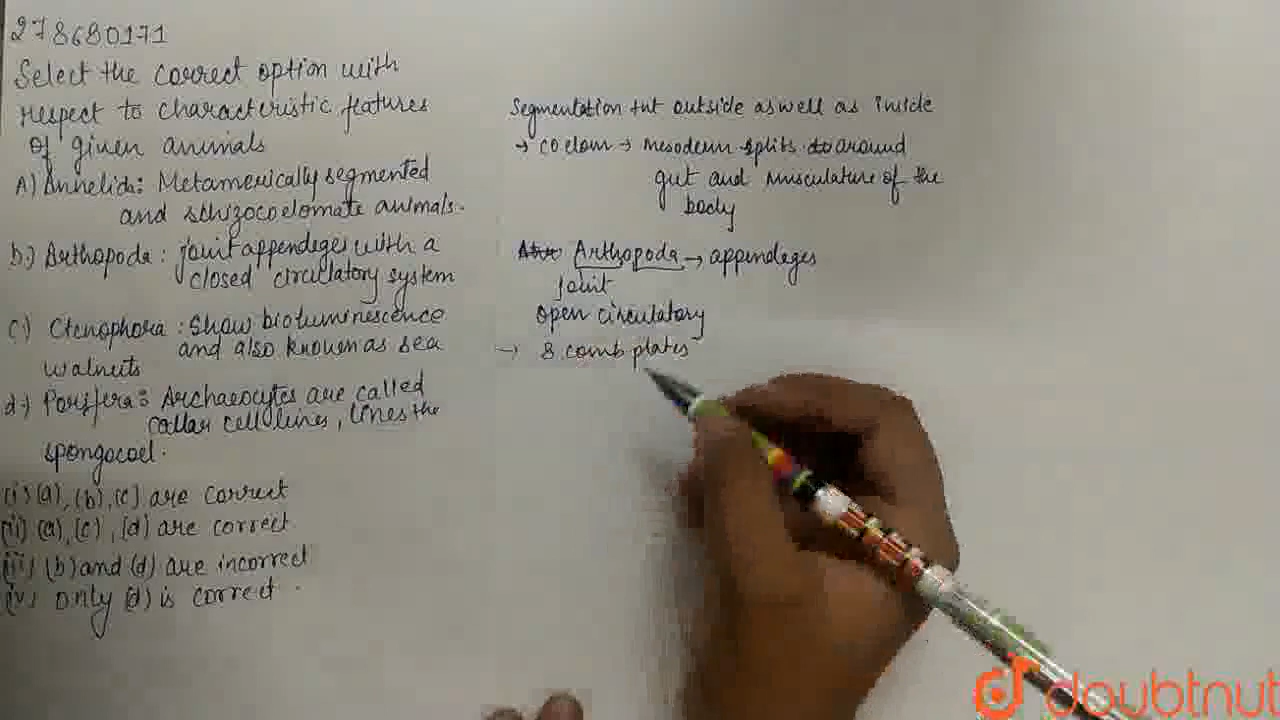 278680171
Select the correct option with
respect to characteristic features
of given animals
A) Annelida: Metamerically segmented
and schizocoelomate animals.
b.) Arthopoda: joint appendeges with a
closed circulatory system
c.) Ctenophora: Show bioluminescence
and also known as sea
walnuts
d.) Porifera: Archaeocytes are called
collar cell lines, lines the
spongocoel.
(i) (a), (b), (c) are correct
(ii) (a), (c), (d) are correct
(iii) (b) and (d) are incorrect
(iv) only (d) is correct.
Segmentation tnt outside as well as inside
→ coelom → Mesoderm splits around
gut and musculature of the
body
Arthopoda → appendeges
joint
open circulatory
→ 8 comb plates
doubtnut